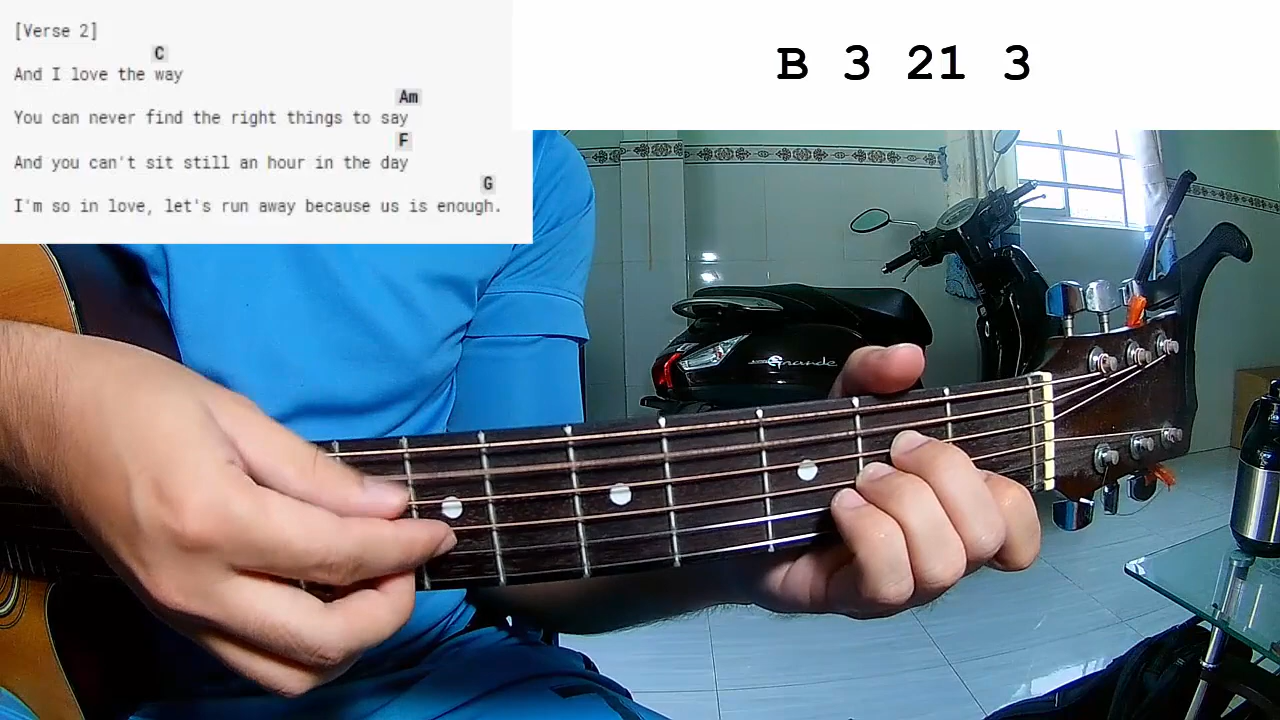 [Verse 2]
C
And I love the way
Am
You can never find the right things to say
F
And you can't sit still an hour in the day
G
I'm so in love, let's run away because us is enough.
B 3 21 3
Grande